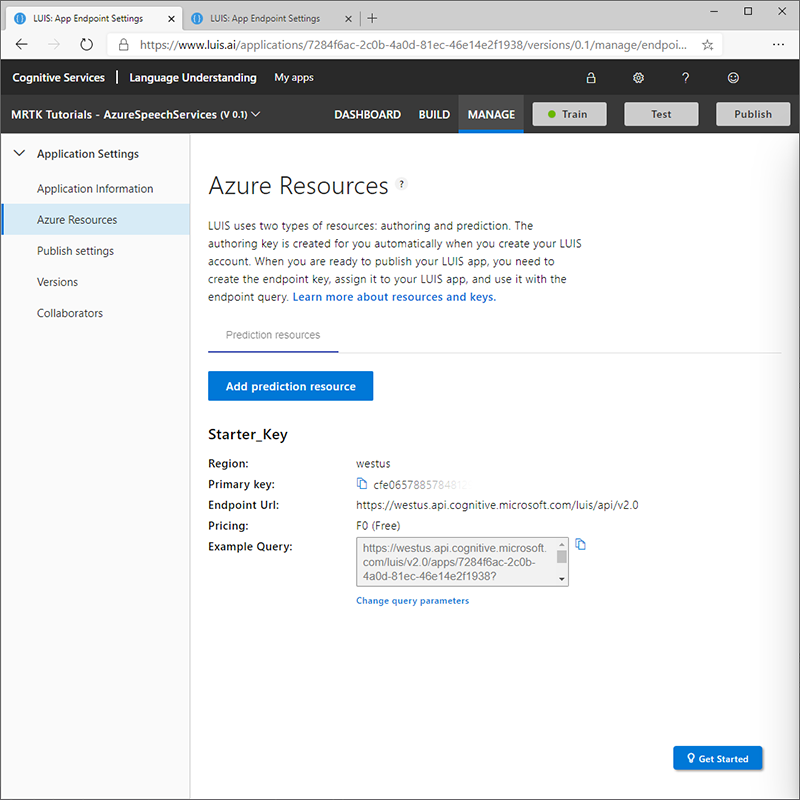 LUIS: App Endpoint Settings
LUIS: App Endpoint Settings
https://www.luis.ai/applications/7284f6ac-2c0b-4a0d-81ec-46e14e2f1938/versions/0.1/manage/endpoi...
Cognitive Services
Language Understanding
My apps
?
MRTK Tutorials - AzureSpeechServices (V 0.1)
DASHBOARD
BUILD
MANAGE
Train
Test
Publish
Application Settings
Application Information
Azure Resources
Publish settings
Versions
Collaborators
Azure Resources ?
LUIS uses two types of resources: authoring and prediction. The
authoring key is created for you automatically when you create your LUIS
account. When you are ready to publish your LUIS app, you need to
create the endpoint key, assign it to your LUIS app, and use it with the
endpoint query. Learn more about resources and keys.
Prediction resources
Add prediction resource
Starter_Key
Region: westus
Primary key:
Endpoint Url: https://westus.api.cognitive.microsoft.com/luis/api/v2.0
Pricing: F0 (Free)
Example Query:
https://westus.api.cognitive.microsoft.
com/luis/v2.0/apps/7284f6ac-2c0b-
4a0d-81ec-46e14e2f1938?
Change query parameters
Get Started